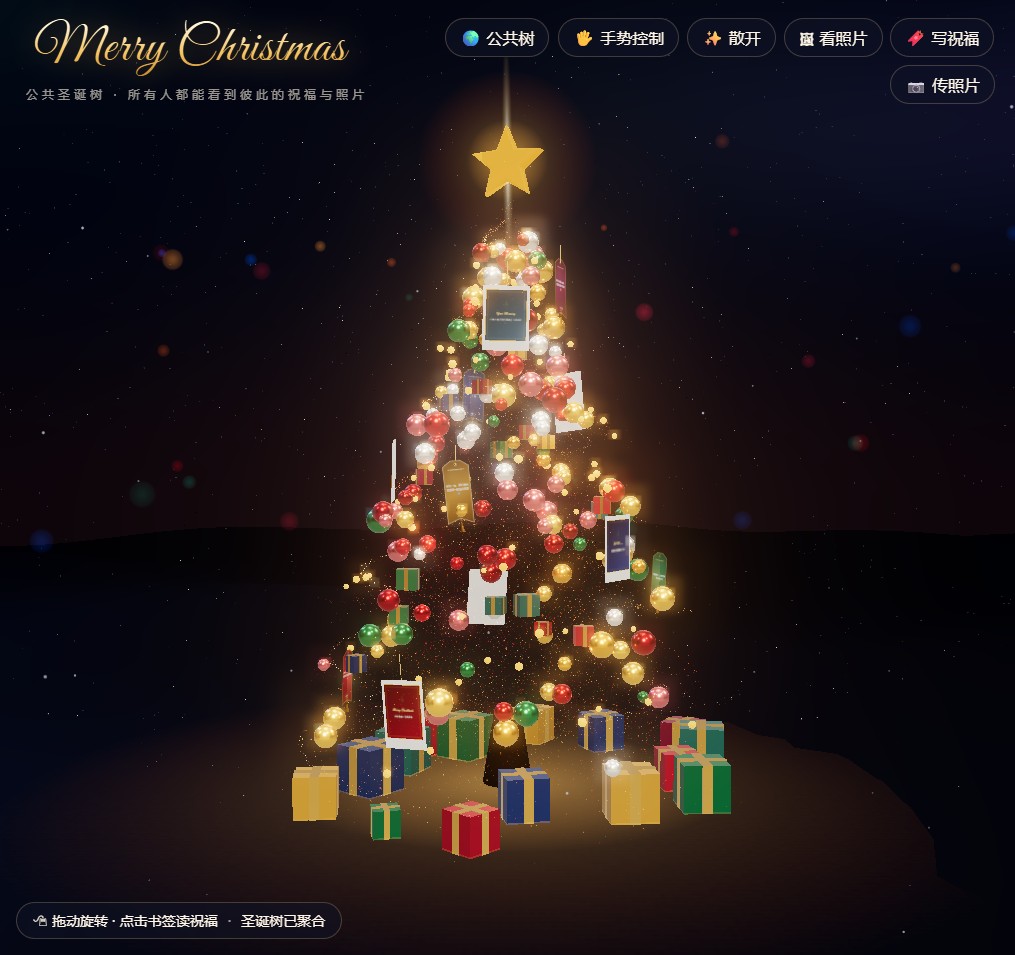 Merry Christmas
公共圣诞树 · 所有人都能看到彼此的祝福与照片
公共树
手势控制
散开
看照片
写祝福
传照片
拖动旋转 · 点击书签读祝福 · 圣诞树已聚合